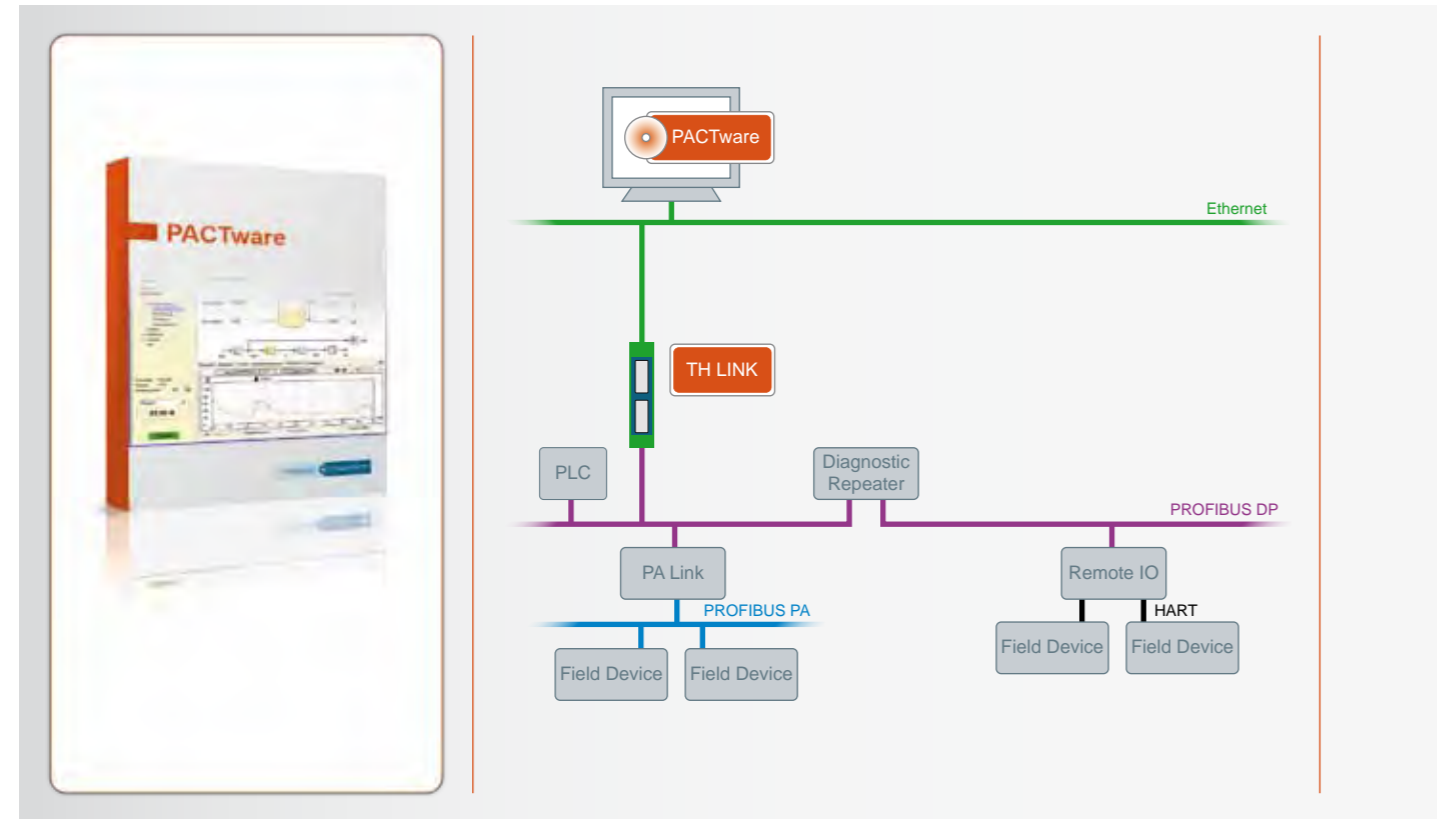 PACTware
PACTware
Ethernet
TH LINK
PLC
Diagnostic
Repeater
PROFIBUS DP
PA Link
Remote IO
PROFIBUS PA
HART
Field Device
Field Device
Field Device
Field Device